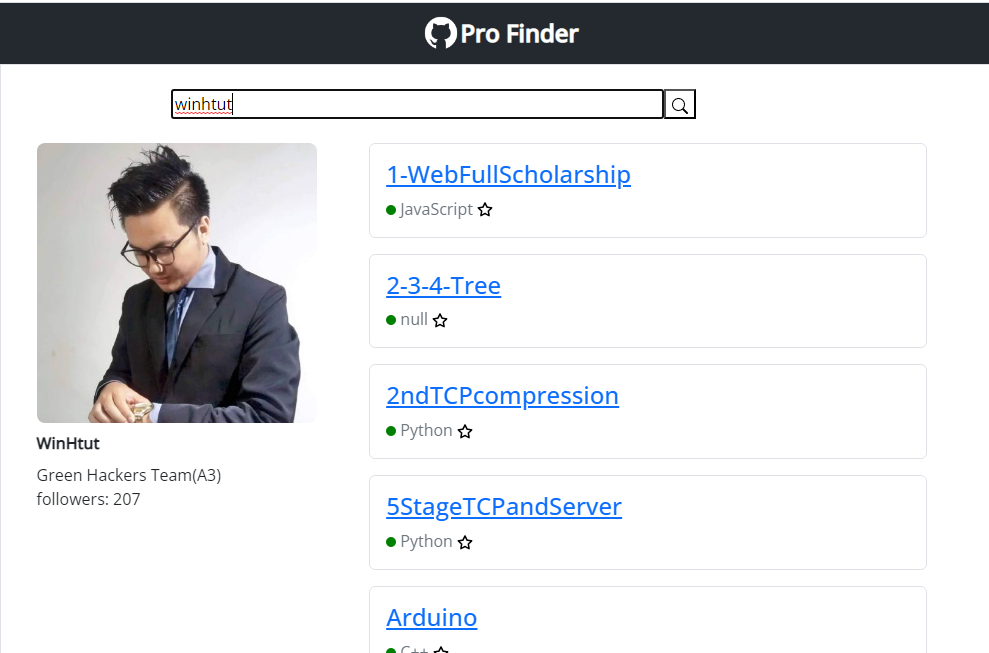 Pro Finder
winhtut
WinHtut
Green Hackers Team(A3)
followers: 207
1-WebFullScholarship
JavaScript
2-3-4-Tree
null
2ndTCPcompression
Python
5StageTCPandServer
Python
Arduino
C++